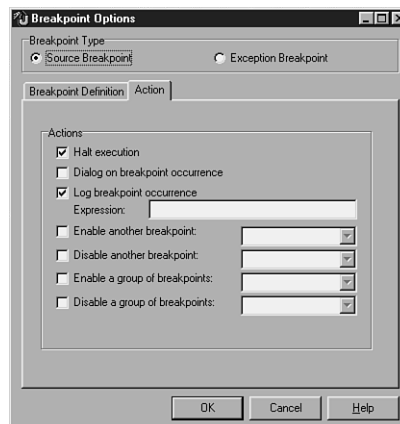 Breakpoint Options
Breakpoint Type
Source Breakpoint Exception Breakpoint
Breakpoint Definition Action
Actions
Halt execution
Dialog on breakpoint occurrence
Log breakpoint occurrence
Expression:
Enable another breakpoint:
Disable another breakpoint:
Enable a group of breakpoints:
Disable a group of breakpoints:
OK Cancel Help